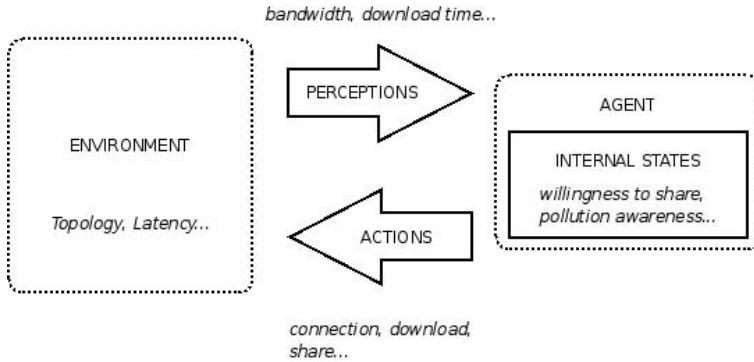 bandwidth, download time...
PERCEPTIONS
ENVIRONMENT
Topology, Latency...
AGENT
INTERNAL STATES
willingness to share,
pollution awareness...
ACTIONS
connection, download,
share...